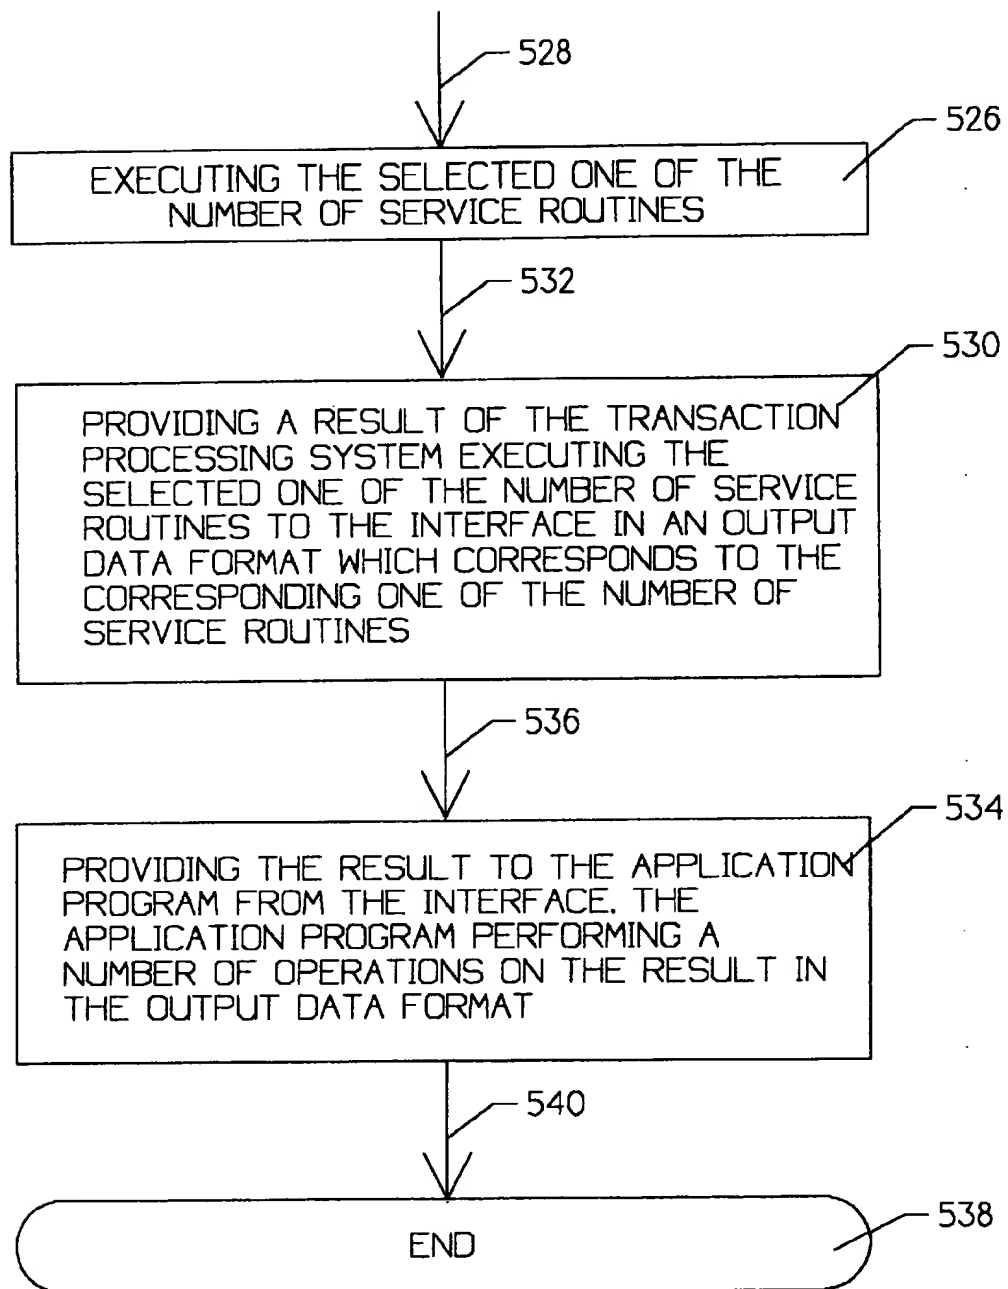 528
526
EXECUTING THE SELECTED ONE OF THE
NUMBER OF SERVICE ROUTINES
532
530
PROVIDING A RESULT OF THE TRANSACTION
PROCESSING SYSTEM EXECUTING THE
SELECTED ONE OF THE NUMBER OF SERVICE
ROUTINES TO THE INTERFACE IN AN OUTPUT
DATA FORMAT WHICH CORRESPONDS TO THE
CORRESPONDING ONE OF THE NUMBER OF
SERVICE ROUTINES
536
534
PROVIDING THE RESULT TO THE APPLICATION
PROGRAM FROM THE INTERFACE. THE
APPLICATION PROGRAM PERFORMING A
NUMBER OF OPERATIONS ON THE RESULT IN
THE OUTPUT DATA FORMAT
540
538
END